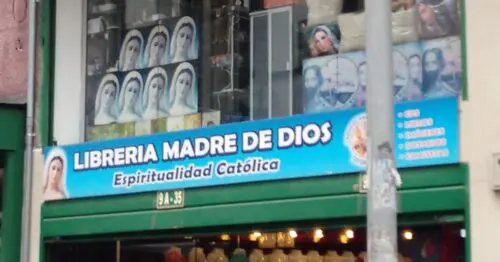 LIBRERIA MADRE DE DIOS
Espiritualidad Católica
9A-35